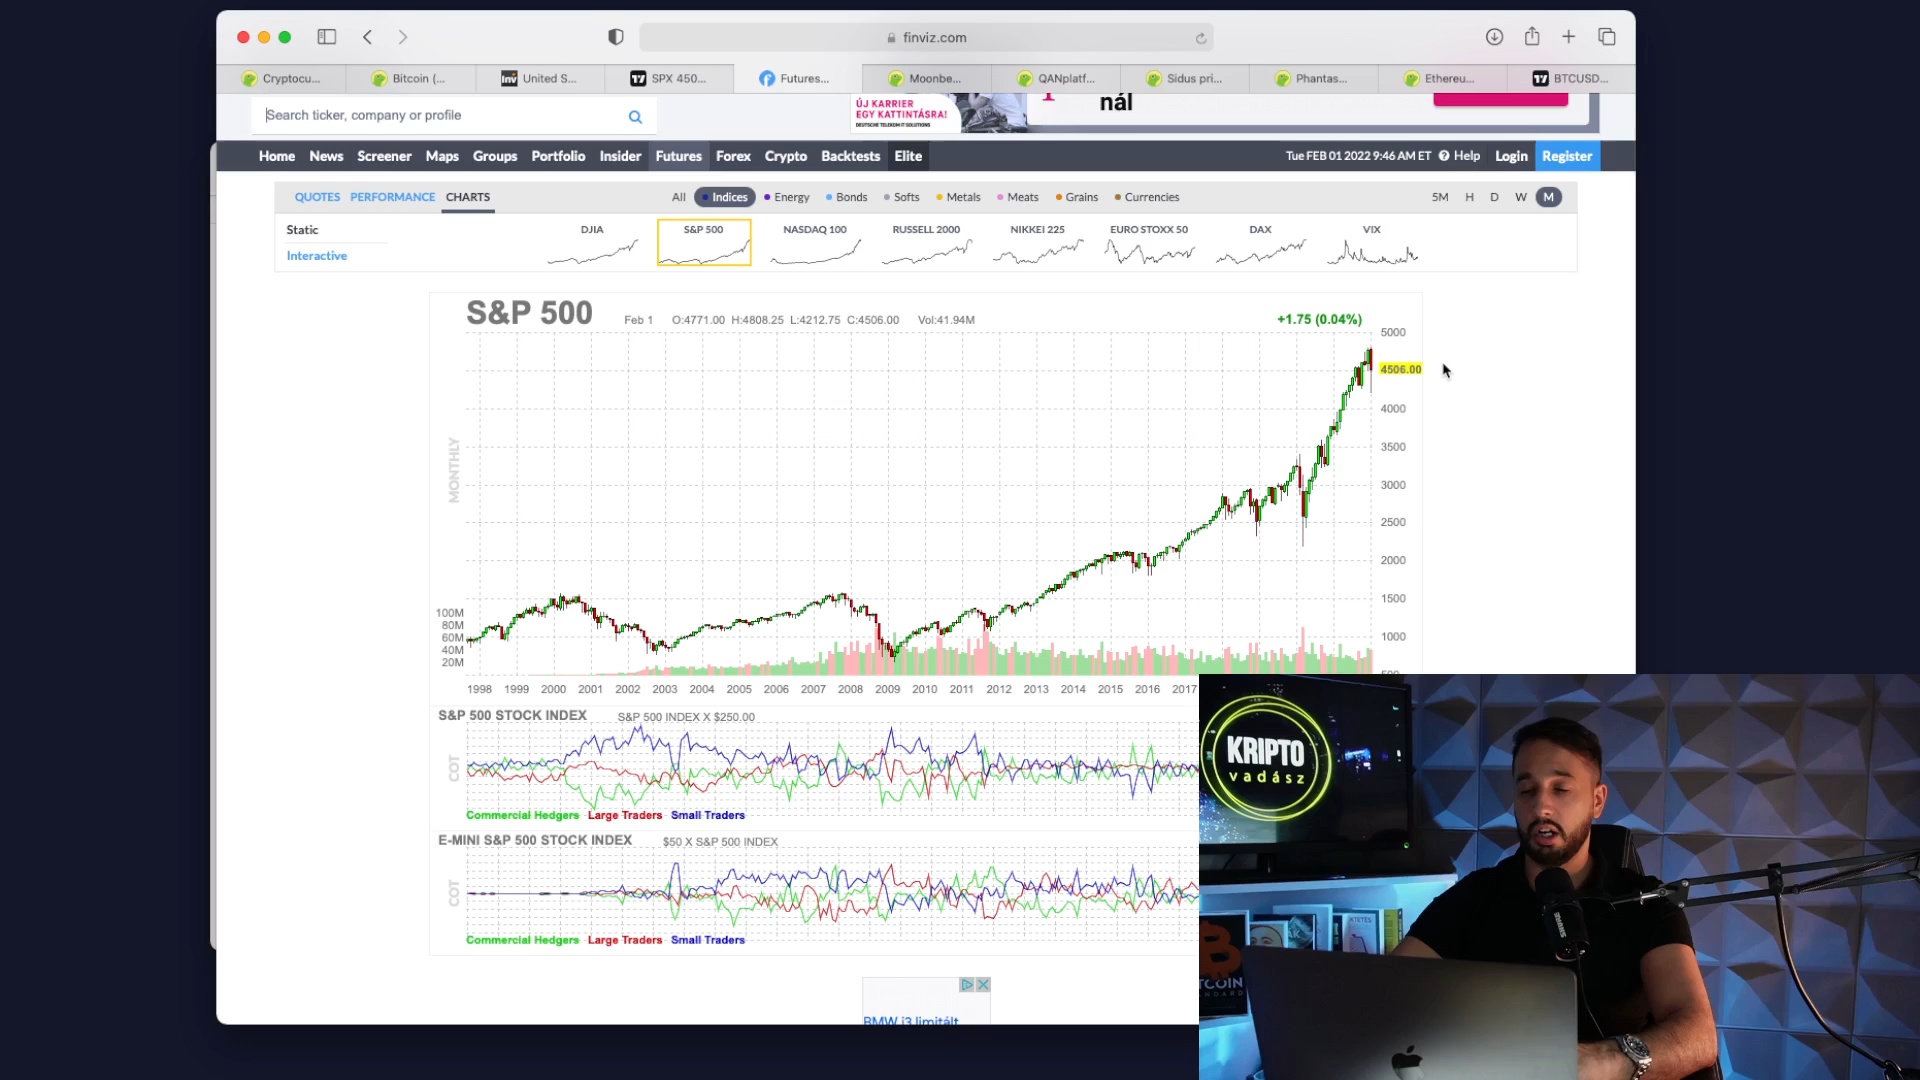 finviz.com
Cryptocu... Bitcoin (... United S... SPX 450... Futures... Moonbe... QANplatf... Sidus pri... Phantas... Ethereu... BTCUSD...
Search ticker, company or profile
ÚJ KARRIER
EGY KATTINTÁSRA!
DEUTSCHE TELEKOM IT SOLUTIONS
nál
Home News Screener Maps Groups Portfolio Insider Futures Forex Crypto Backtests Elite
Tue FEB 01 2022 9:46 AM ET Help Login Register
QUOTES PERFORMANCE CHARTS
All Indices Energy Bonds Softs Metals Meats Grains Currencies
5M H D W M
Static
Interactive
DJIA S&P 500 NASDAQ 100 RUSSELL 2000 NIKKEI 225 EURO STOXX 50 DAX VIX
S&P 500 Feb 1 O:4771.00 H:4808.25 L:4212.75 C:4506.00 Vol:41.94M +1.75 (0.04%)
5000
4506.00
4000
3500
3000
2500
2000
1500
1000
500
MONTHLY
100M
80M
60M
40M
20M
1998 1999 2000 2001 2002 2003 2004 2005 2006 2007 2008 2009 2010 2011 2012 2013 2014 2015 2016 2017
S&P 500 STOCK INDEX S&P 500 INDEX X $250.00
COT
Commercial Hedgers Large Traders Small Traders
E-MINI S&P 500 STOCK INDEX $50 X S&P 500 INDEX
COT
Commercial Hedgers Large Traders Small Traders
BMW i3 limitált
KRIPTO
vadász
SHURE